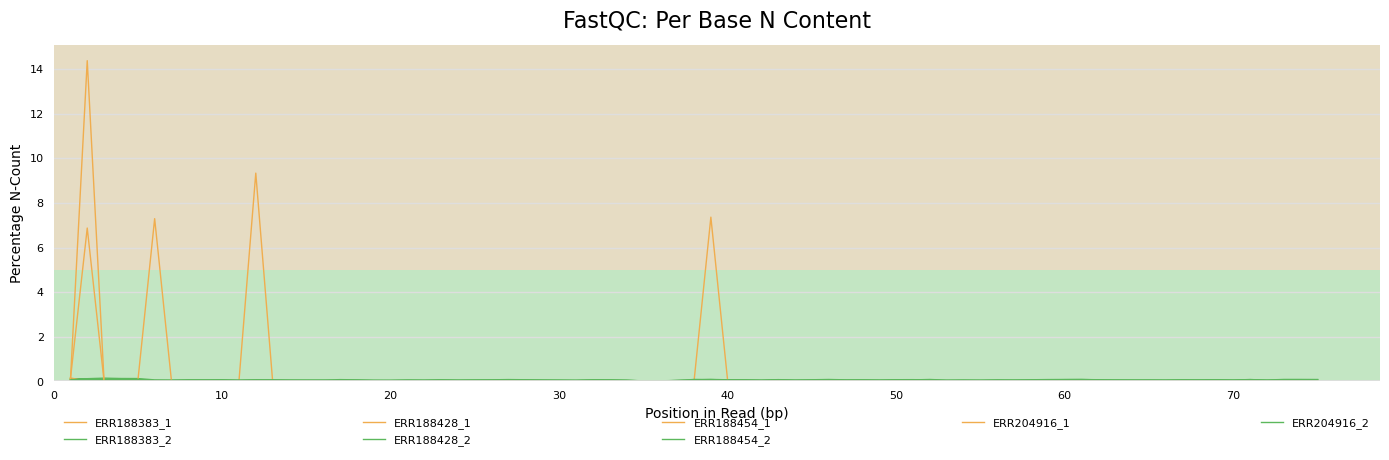 FastQC: Per Base N Content
Percentage N-Count
14
12
10
8
6
4
2
0
0 10 20 30 40 50 60 70
Position in Read (bp)
ERR188383_1 ERR188428_1 ERR188454_1 ERR204916_1 ERR204916_2
ERR188383_2 ERR188428_2 ERR188454_2